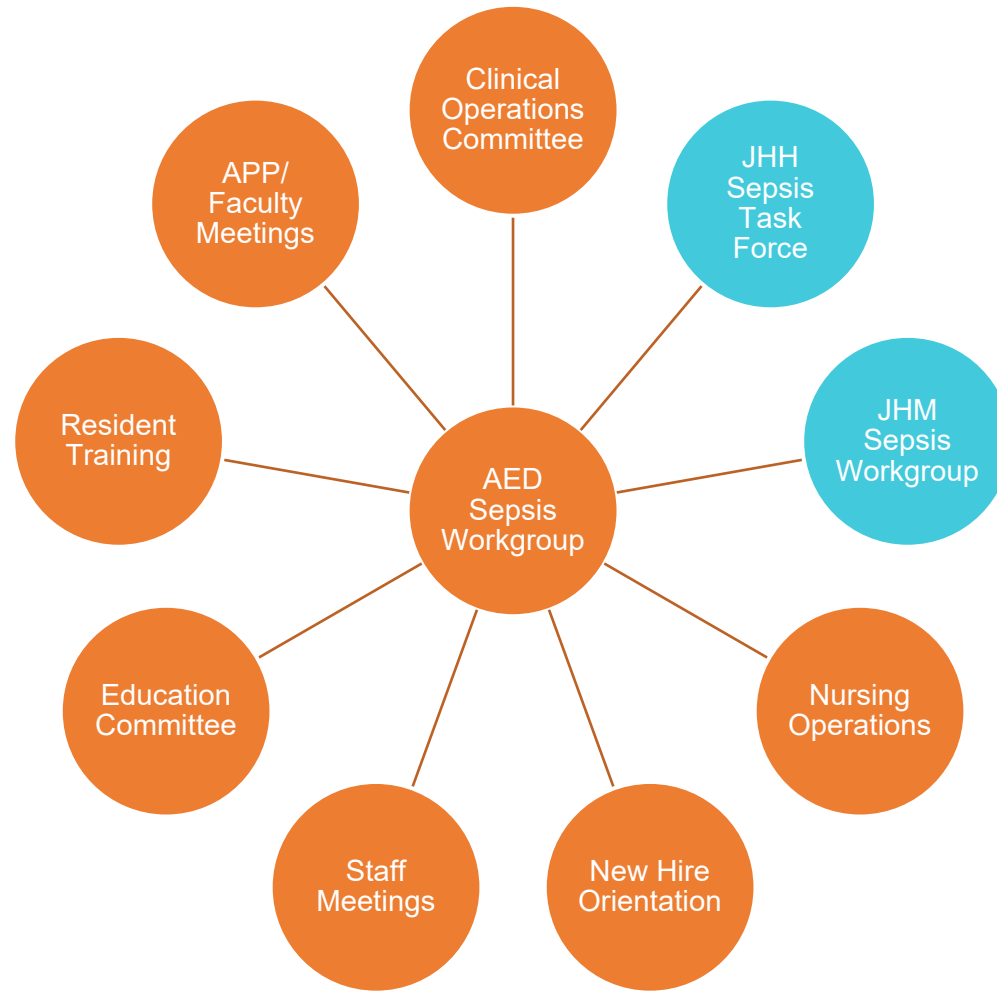 Clinical
Operations
Committee
JHH
Sepsis
Task
Force
JHM
Sepsis
Workgroup
Nursing
Operations
New Hire
Orientation
Staff
Meetings
Education
Committee
Resident
Training
APP/
Faculty
Meetings
AED
Sepsis
Workgroup